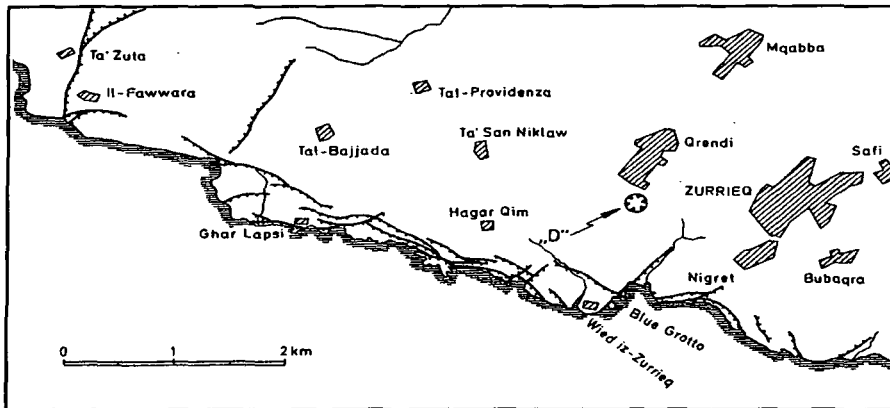 Ta' Zuta
Il-Fawwara
Tat-Bajjada
Tat-Providenza
Ta' San Niklaw
Mqabba
Qrendi
Safi
ZURRIEQ
Hagar Qim
„D"
Ghar Lapsi
Nigret
Bubaqra
Blue Grotto
Wied iz-Zurrieq
0 1 2 km